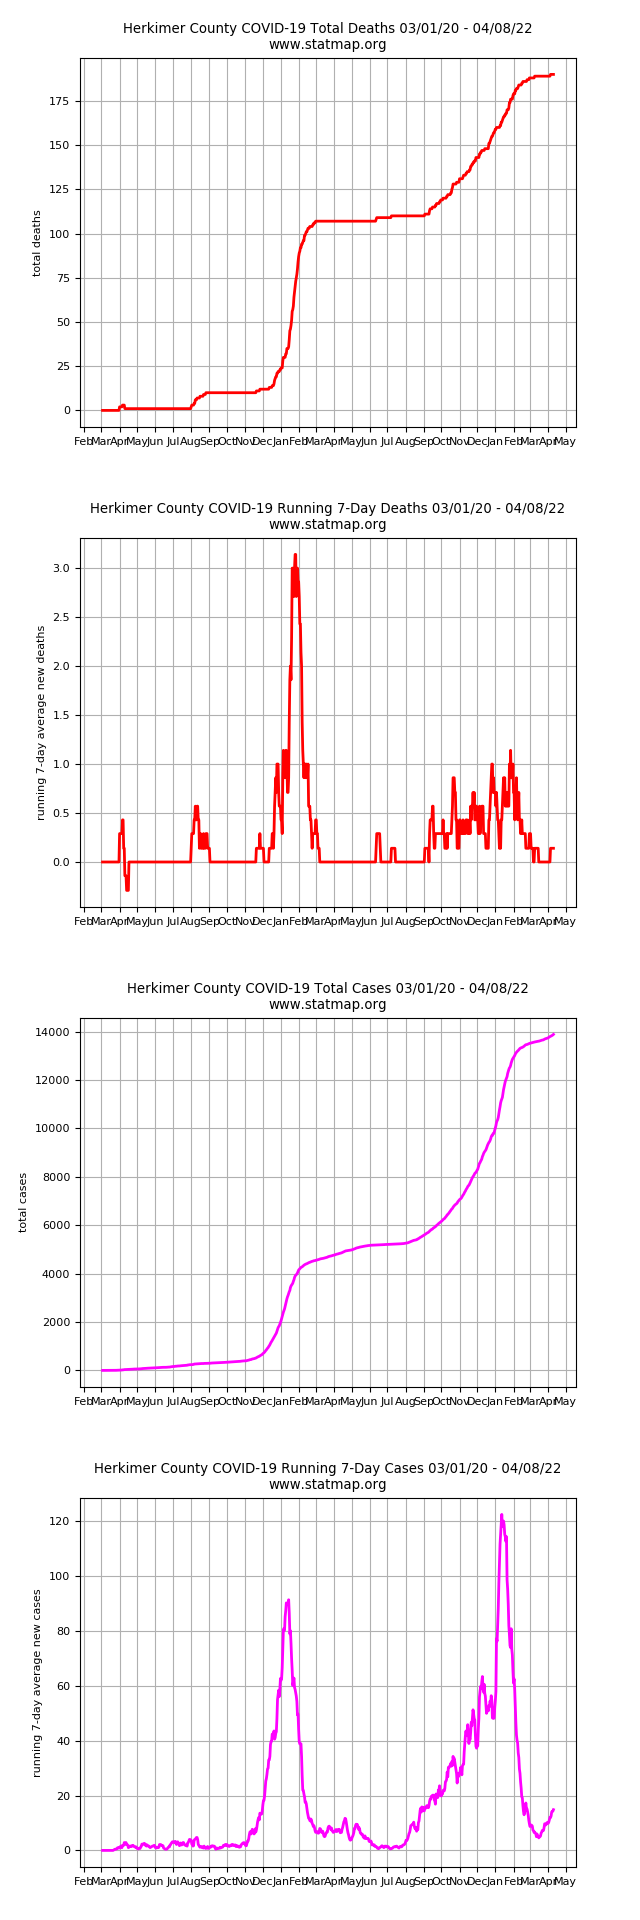 Herkimer County COVID-19 Total Deaths 03/01/20 - 04/08/22
www.statmap.org
175
150
125
100
75
50
25
0
total deaths
Feb Mar Apr May Jun Jul Aug Sep Oct Nov Dec Jan Feb Mar Apr May Jun Jul Aug Sep Oct Nov Dec Jan Feb Mar Apr May
Herkimer County COVID-19 Running 7-Day Deaths 03/01/20 - 04/08/22
www.statmap.org
3.0
2.5
2.0
1.5
1.0
0.5
0.0
running 7-day average new deaths
Feb Mar Apr May Jun Jul Aug Sep Oct Nov Dec Jan Feb Mar Apr May Jun Jul Aug Sep Oct Nov Dec Jan Feb Mar Apr May
Herkimer County COVID-19 Total Cases 03/01/20 - 04/08/22
www.statmap.org
14000
12000
10000
8000
6000
4000
2000
0
total cases
Feb Mar Apr May Jun Jul Aug Sep Oct Nov Dec Jan Feb Mar Apr May Jun Jul Aug Sep Oct Nov Dec Jan Feb Mar Apr May
Herkimer County COVID-19 Running 7-Day Cases 03/01/20 - 04/08/22
www.statmap.org
120
100
80
60
40
20
0
running 7-day average new cases
Feb Mar Apr May Jun Jul Aug Sep Oct Nov Dec Jan Feb Mar Apr May Jun Jul Aug Sep Oct Nov Dec Jan Feb Mar Apr May